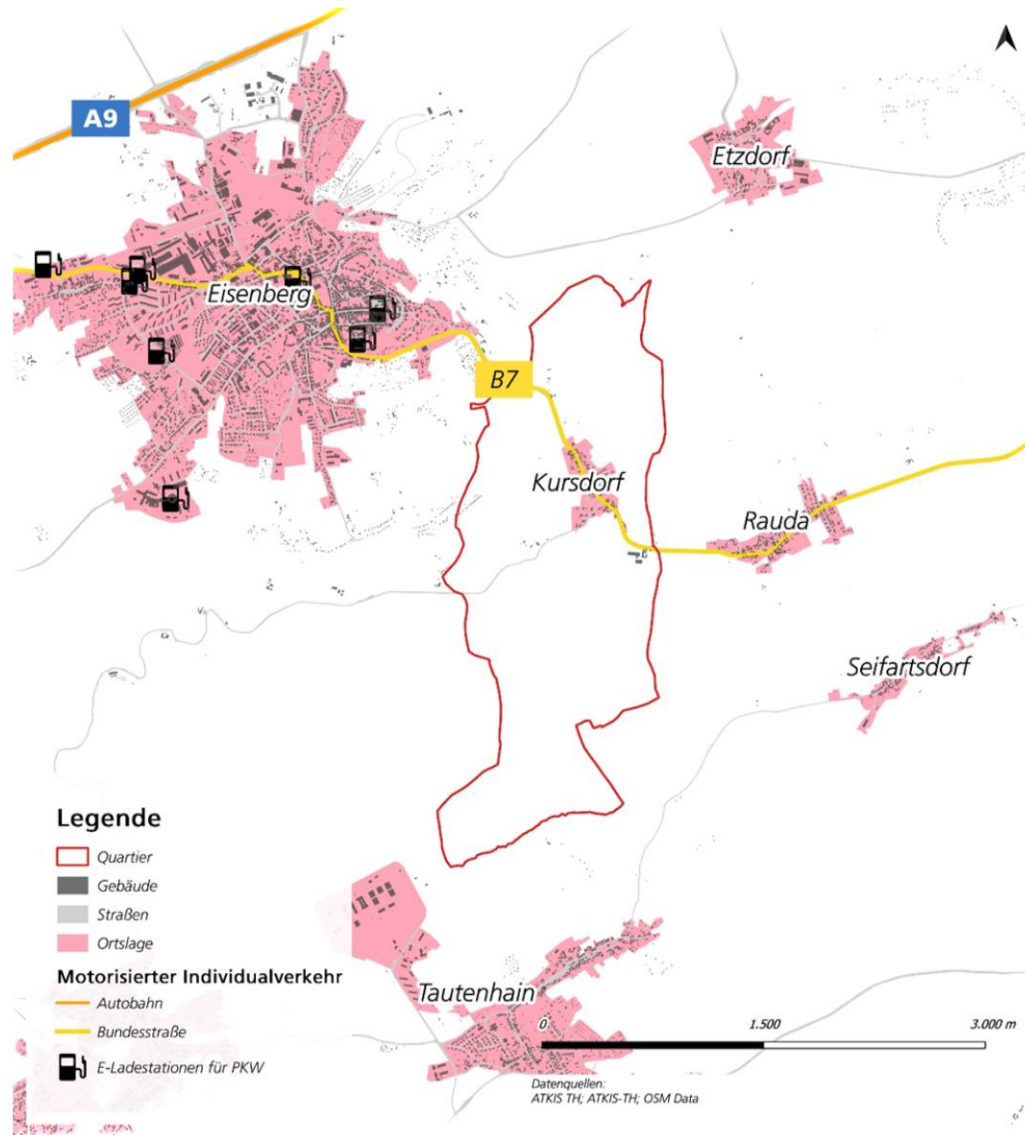 A9
Etzdorf
Eisenberg
B7
Kursdorf
Rauda
Seifartsdorf
Legende
Quartier
Gebäude
Straßen
Ortslage
Motorisierter Individualverkehr
Autobahn
Bundesstraße
E-Ladestationen für PKW
Tautenhain
0 1.500 3.000 m
Datenquellen:
ATKIS TH; ATKIS-TH; OSM Data